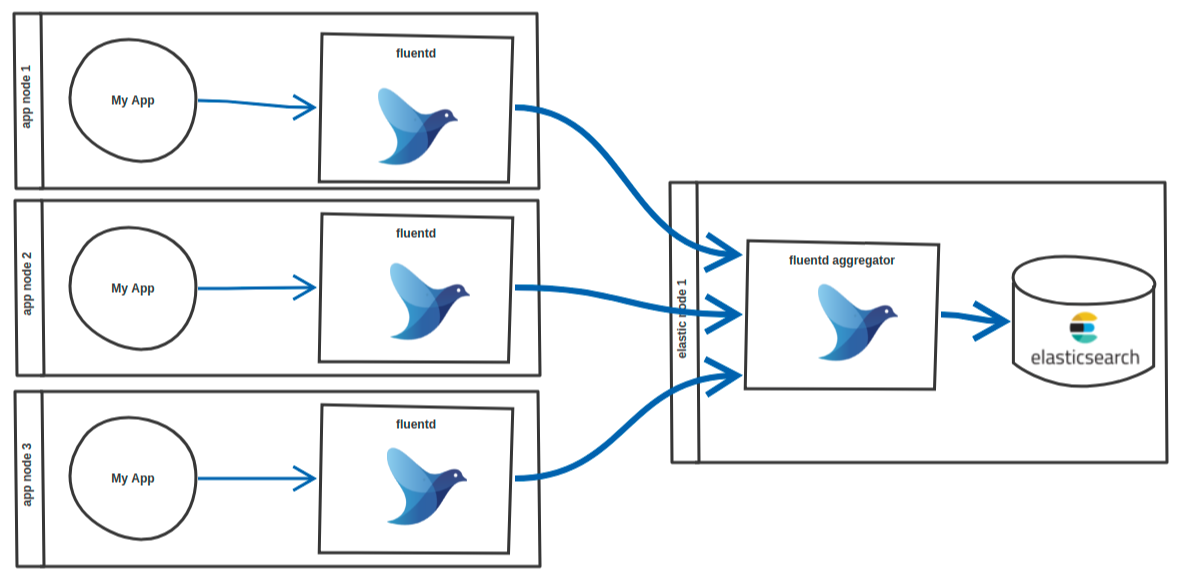 app node 1
My App
fluentd
app node 2
My App
fluentd
app node 3
My App
fluentd
elastic node 1
fluentd aggregator
elasticsearch